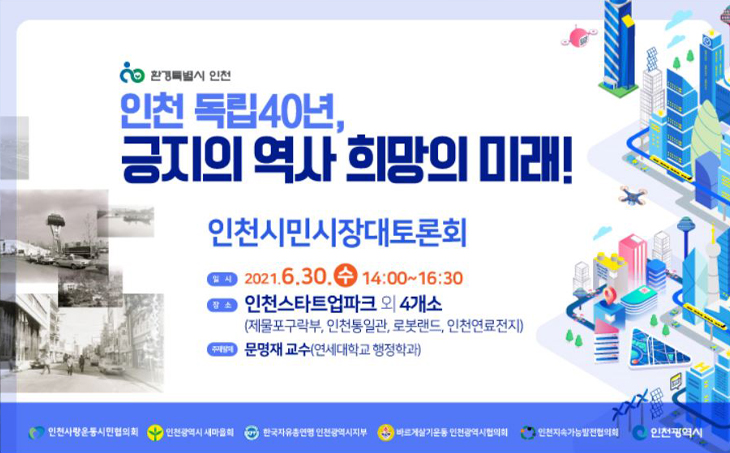 환경특별시 인천
인천 독립40년,
긍지의 역사 희망의 미래!
인천시민시장대토론회
일 시 2021.6.30.수 14:00~16:30
장 소 인천스타트업파크 외 4개소
(제물포구락부, 인천통일관, 로봇랜드, 인천연료전지)
주제발제 문명재 교수(연세대학교 행정학과)
인천사랑운동시민협의회 인천광역시 새마을회 한국자유총연맹 인천광역시지부 바르게살기운동 인천광역시협의회 인천지속가능발전협의회 인천광역시